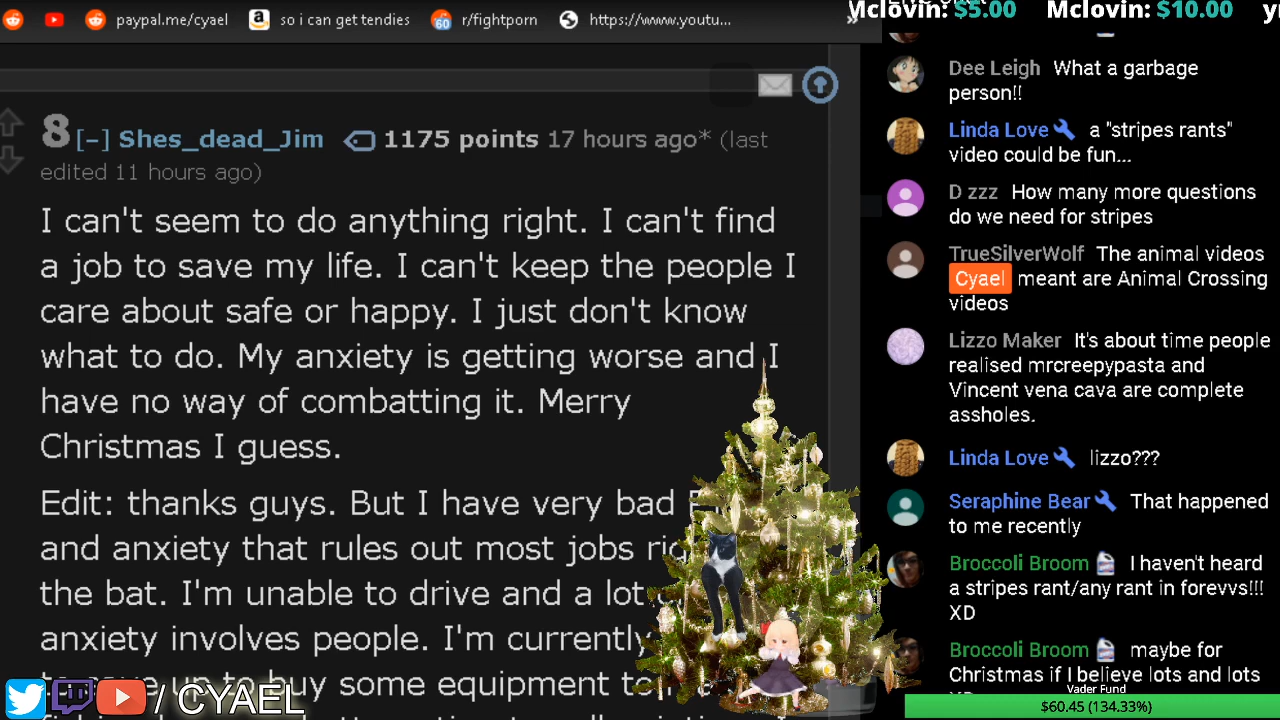 paypal.me/cyael so i can get tendies r/fightporn https://www.youtu... »
60
Mclovin: $5.00 Mclovin: $10.00
8 [–] Shes_dead_Jim 1175 points 17 hours ago* (last
edited 11 hours ago)
I can't seem to do anything right. I can't find
a job to save my life. I can't keep the people I
care about safe or happy. I just don't know
what to do. My anxiety is getting worse and I
have no way of combatting it. Merry
Christmas I guess.
Edit: thanks guys. But I have very bad
and anxiety that rules out most jobs
the bat. I'm unable to drive and a lot
anxiety involves people. I'm currently
up to buy some equipment
/ CYAEL
Dee Leigh What a garbage
person!!
Linda Love a "stripes rants"
video could be fun...
D zzz How many more questions
do we need for stripes
TrueSilverWolf The animal videos
Cyael meant are Animal Crossing
videos
Lizzo Maker It's about time people
realised mrcreepypasta and
Vincent vena cava are complete
assholes.
Linda Love lizzo???
Seraphine Bear That happened
to me recently
Broccoli Broom I haven't heard
a stripes rant/any rant in forevvs!!!
XD
Broccoli Broom maybe for
Christmas if I believe lots and lots
Vader Fund
$60.45 (134.33%)